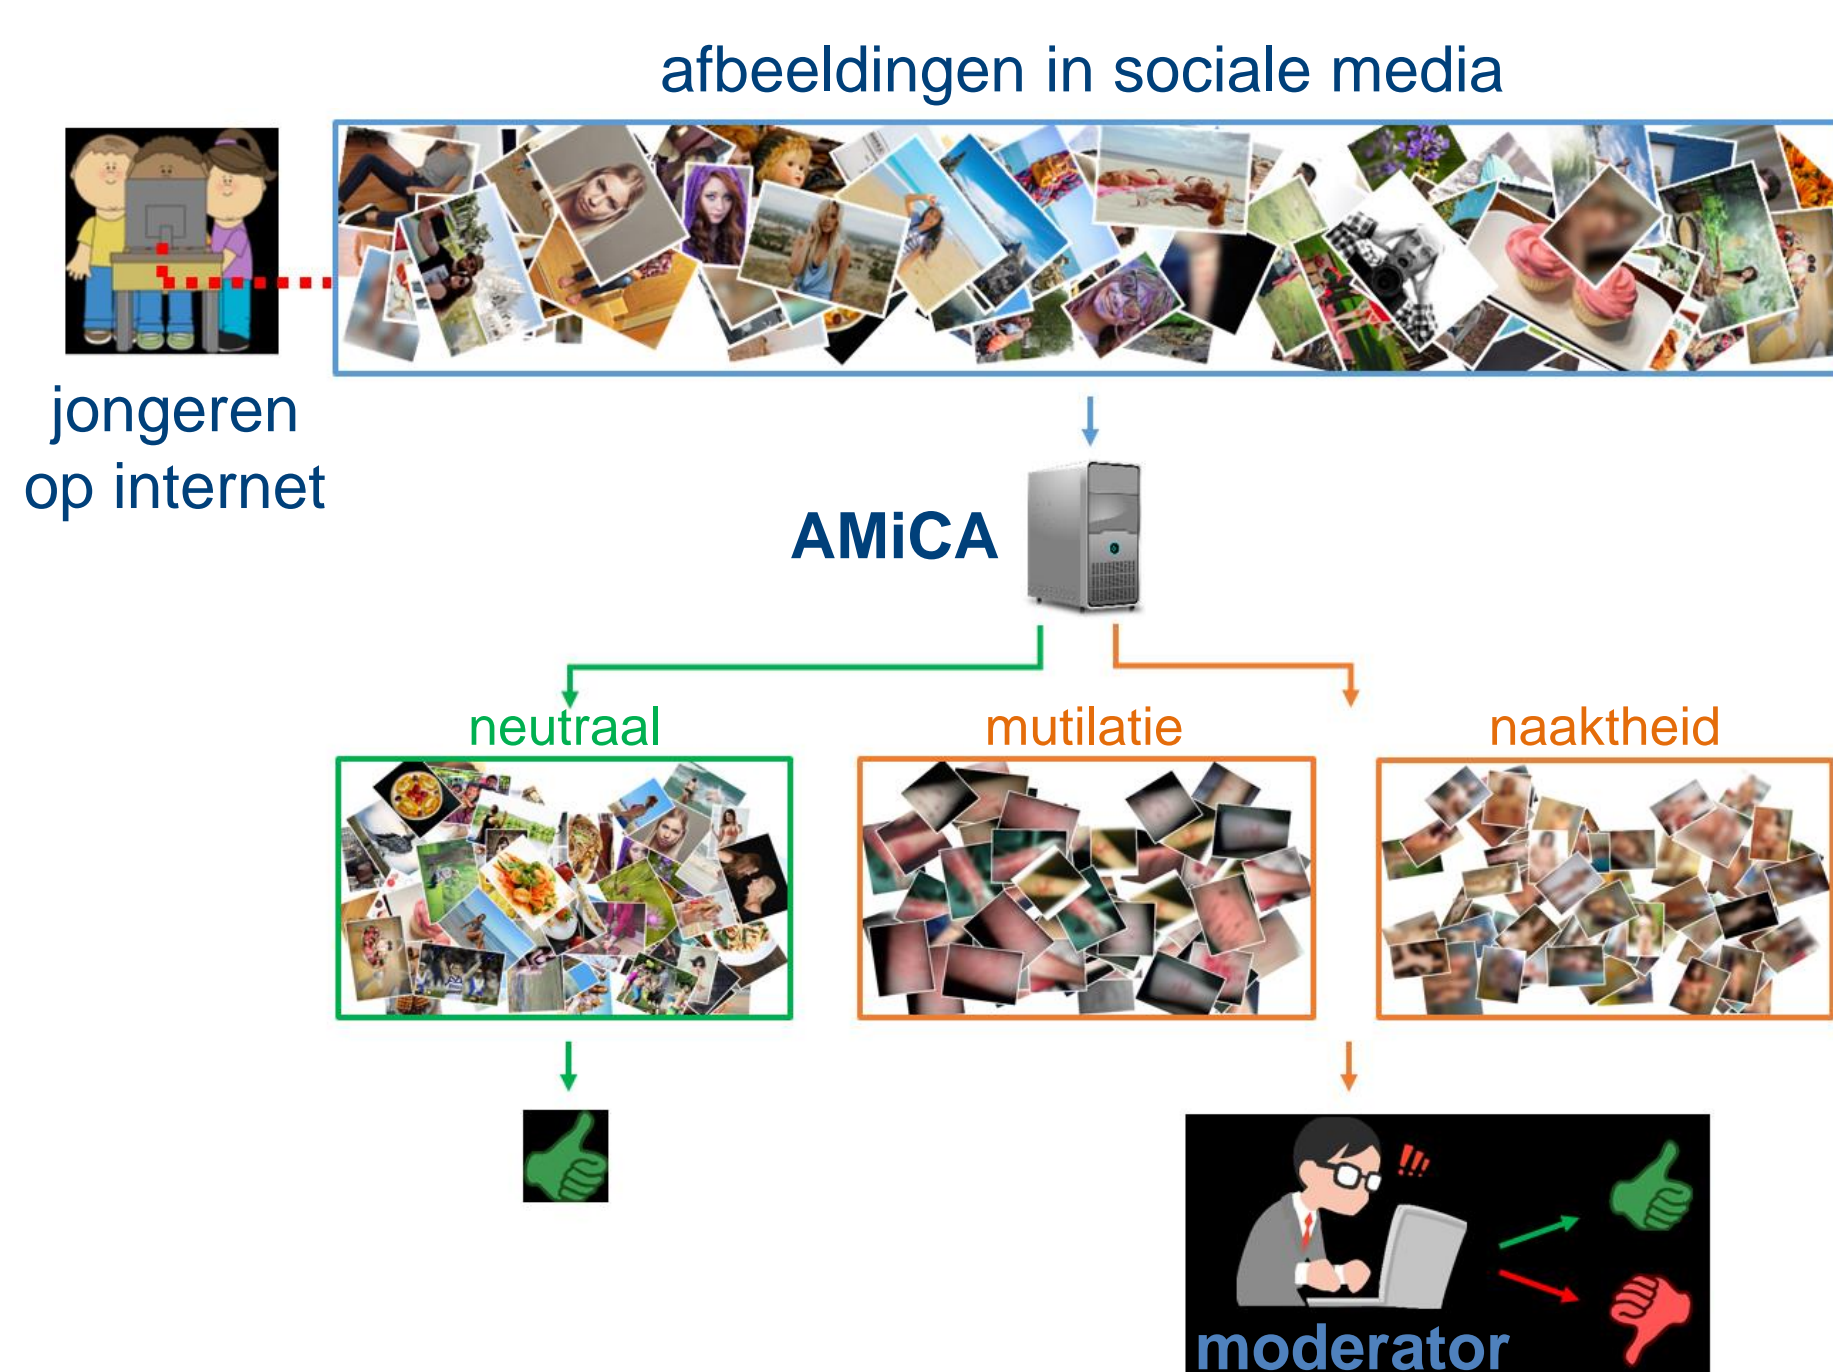 afbeeldingen in sociale media
jongeren
op internet
AMiCA
neutraal
mutilatie
naaktheid
moderator